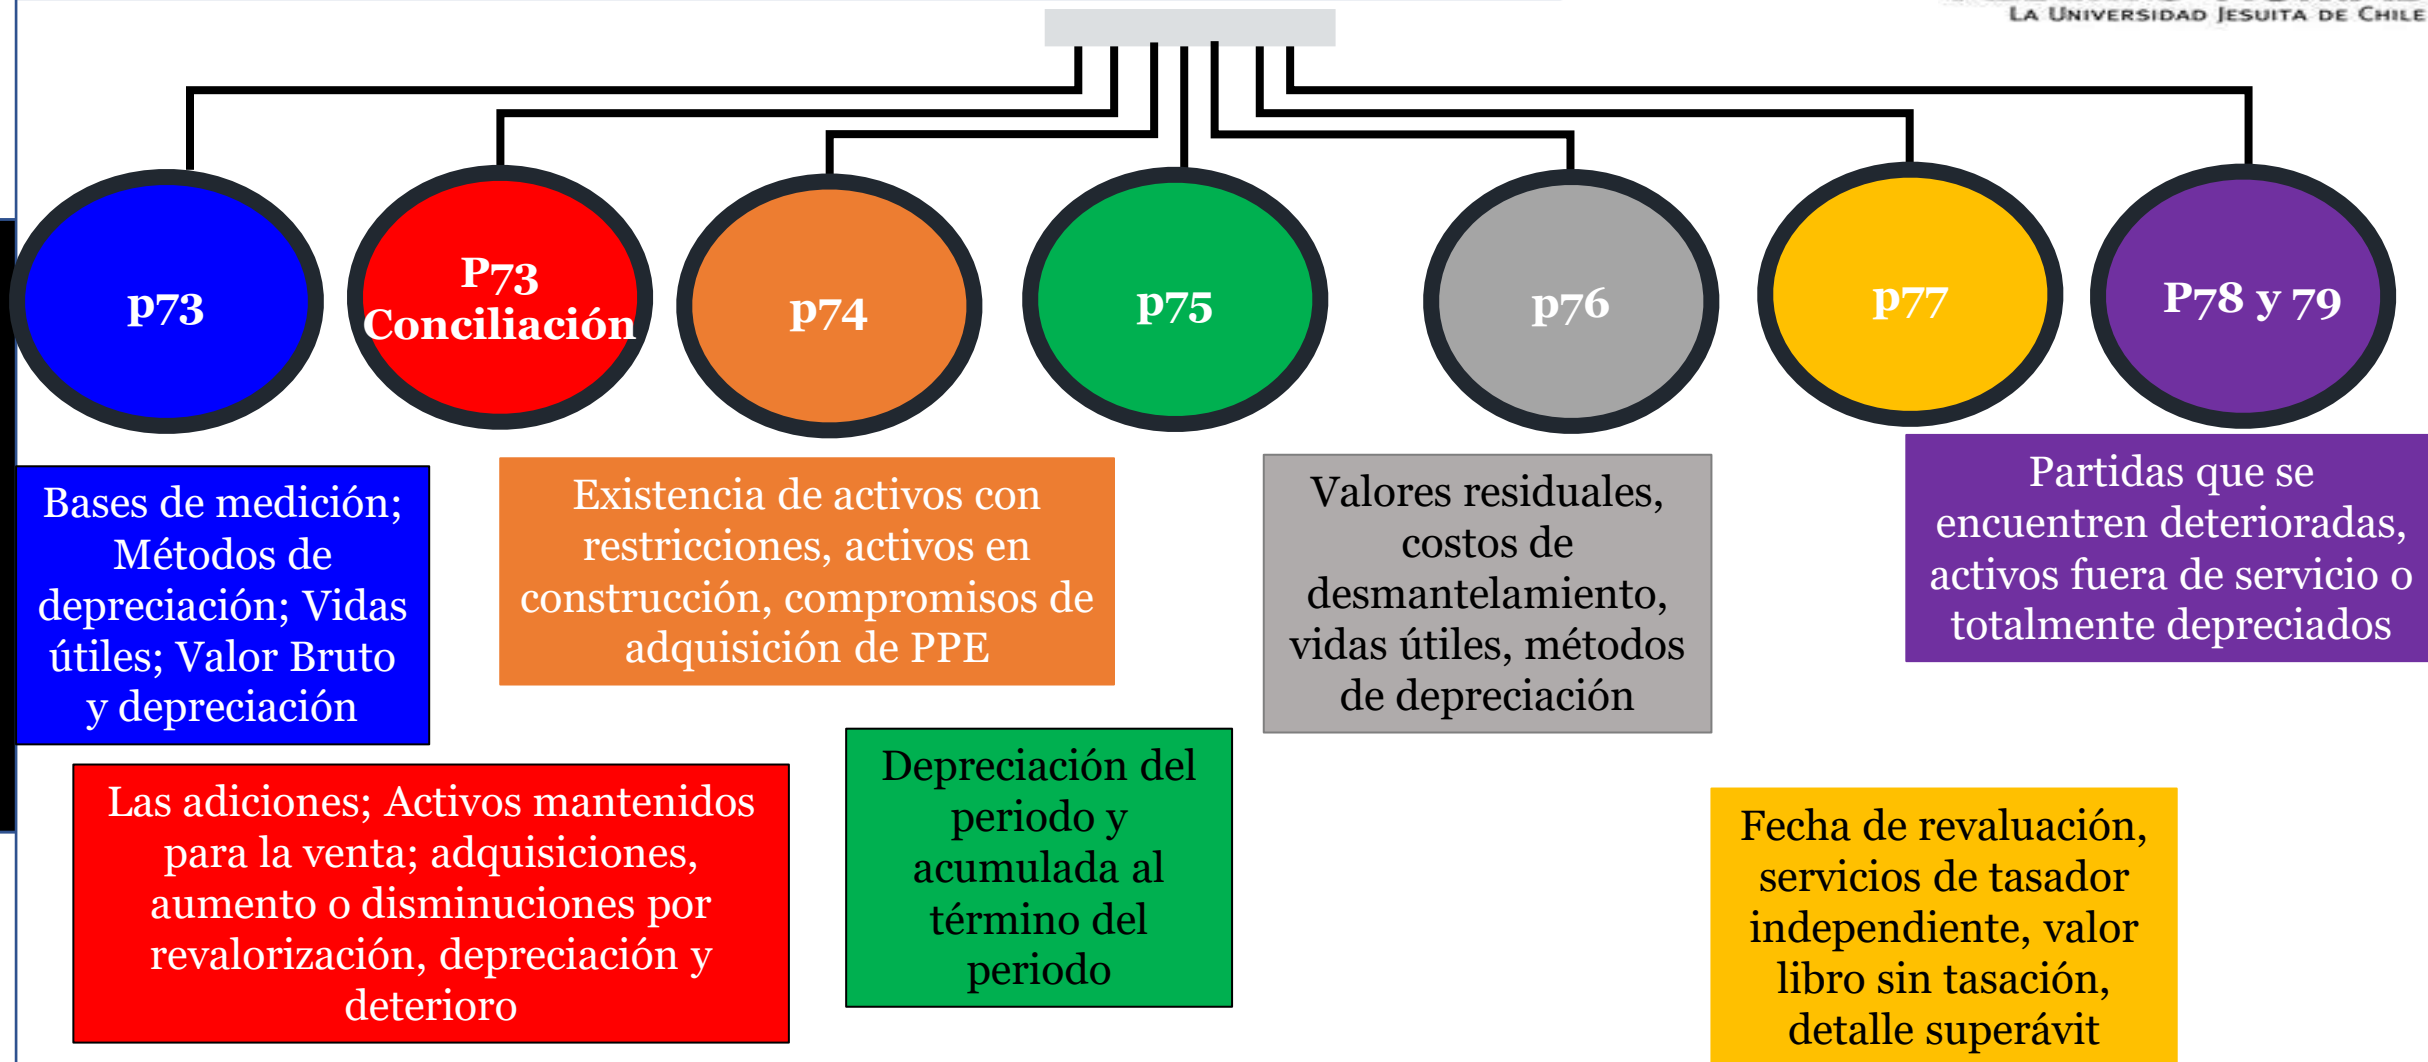 LA UNIVERSIDAD JESUITA DE CHILE
p73
P73
Conciliación
p74
p75
p76
p77
P78 y 79
Bases de medición;
Métodos de
depreciación; Vidas
útiles; Valor Bruto
y depreciación
Las adiciones; Activos mantenidos
para la venta; adquisiciones,
aumento o disminuciones por
revalorización, depreciación y
deterioro
Existencia de activos con
restricciones, activos en
construcción, compromisos de
adquisición de PPE
Depreciación del
periodo y
acumulada al
término del
periodo
Valores residuales,
costos de
desmantelamiento,
vidas útiles, métodos
de depreciación
Fecha de revaluación,
servicios de tasador
independiente, valor
libro sin tasación,
detalle superávit
Partidas que se
encuentren deterioradas,
activos fuera de servicio o
totalmente depreciados